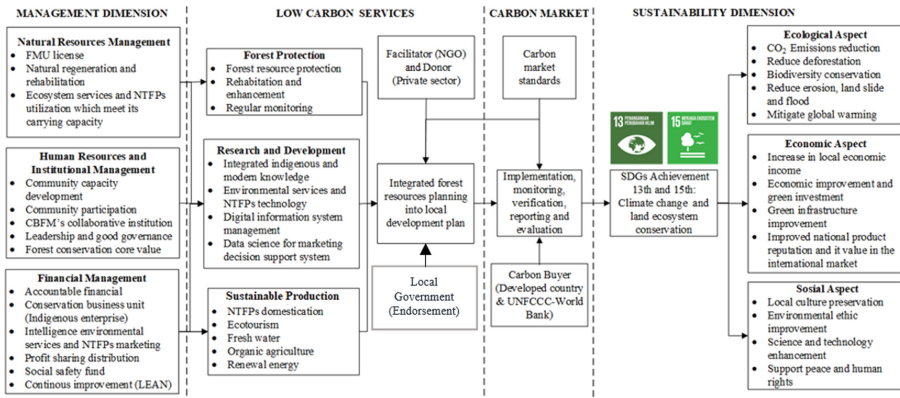 MANAGEMENT DIMENSION
LOW CARBON SERVICES
CARBON MARKET
SUSTAINABILITY DIMENSION
Natural Resources Management
• FMU license
• Natural regeneration and
rehabilitation
• Ecosystem services and NTFPs
utilization which meet its
carrying capacity
Human Resources and
Institutional Management
• Community capacity
development
• Community participation
• CBFM's collaborative institution
• Leadership and good governance
• Forest conservation core value
Financial Management
• Accountable financial
• Conservation business unit
(Indigenous enterprise)
• Intelligence environmental
services and NTFPs marketing
• Profit sharing distribution
• Social safety fund
• Continous improvement (LEAN)
Forest Protection
• Forest resource protection
• Rehabitation and
enhancement
• Regular monitoring
Research and Development
• Integrated indigenous and
modern knowledge
• Environmental services and
NTFPs technology
• Digital information system
management
• Data science for marketing
decision support system
Sustainable Production
• NTFPs domestication
• Ecotourism
• Fresh water
• Organic agriculture
• Renewal energy
Facilitator (NGO)
and Donor
(Private sector)
Integrated forest
resources planning
into local
development plan
Local
Government
(Endorsement)
Carbon
market
standards
Implementation,
monitoring,
verification,
reporting and
evaluation
Carbon Buyer
(Developed country
& UNFCCC-World
Bank)
13 PENANGANAN
PERUBAHAN IKLIM
15 MENJAGA EKOSISTEM
DARAT
SDGs Achievement
13th and 15th:
Climate change and
land ecosystem
conservation
Ecological Aspect
• CO2 Emissions reduction
• Reduce deforestation
• Biodiversity conservation
• Reduce erosion, land slide
and flood
• Mitigate global warming
Economic Aspect
• Increase in local economic
income
• Economic improvement and
green investment
• Green infrastructure
improvement
• Improved national product
reputation and it value in the
international market
Sosial Aspect
• Local culture preservation
• Environmental ethic
improvement
• Science and technology
enhancement
• Support peace and human
rights